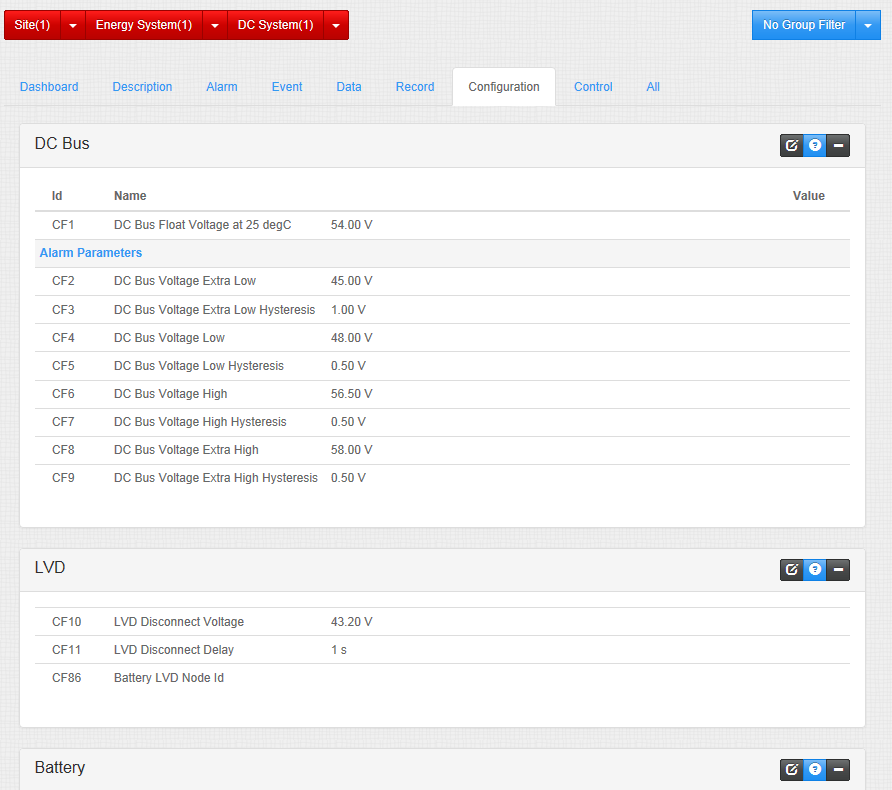 Site(1) Energy System(1) DC System(1) No Group Filter
Dashboard Description Alarm Event Data Record Configuration Control All
DC Bus
Id Name Value
CF1 DC Bus Float Voltage at 25 degC 54.00 V
Alarm Parameters
CF2 DC Bus Voltage Extra Low 45.00 V
CF3 DC Bus Voltage Extra Low Hysteresis 1.00 V
CF4 DC Bus Voltage Low 48.00 V
CF5 DC Bus Voltage Low Hysteresis 0.50 V
CF6 DC Bus Voltage High 56.50 V
CF7 DC Bus Voltage High Hysteresis 0.50 V
CF8 DC Bus Voltage Extra High 58.00 V
CF9 DC Bus Voltage Extra High Hysteresis 0.50 V
LVD
CF10 LVD Disconnect Voltage 43.20 V
CF11 LVD Disconnect Delay 1 s
CF86 Battery LVD Node Id
Battery